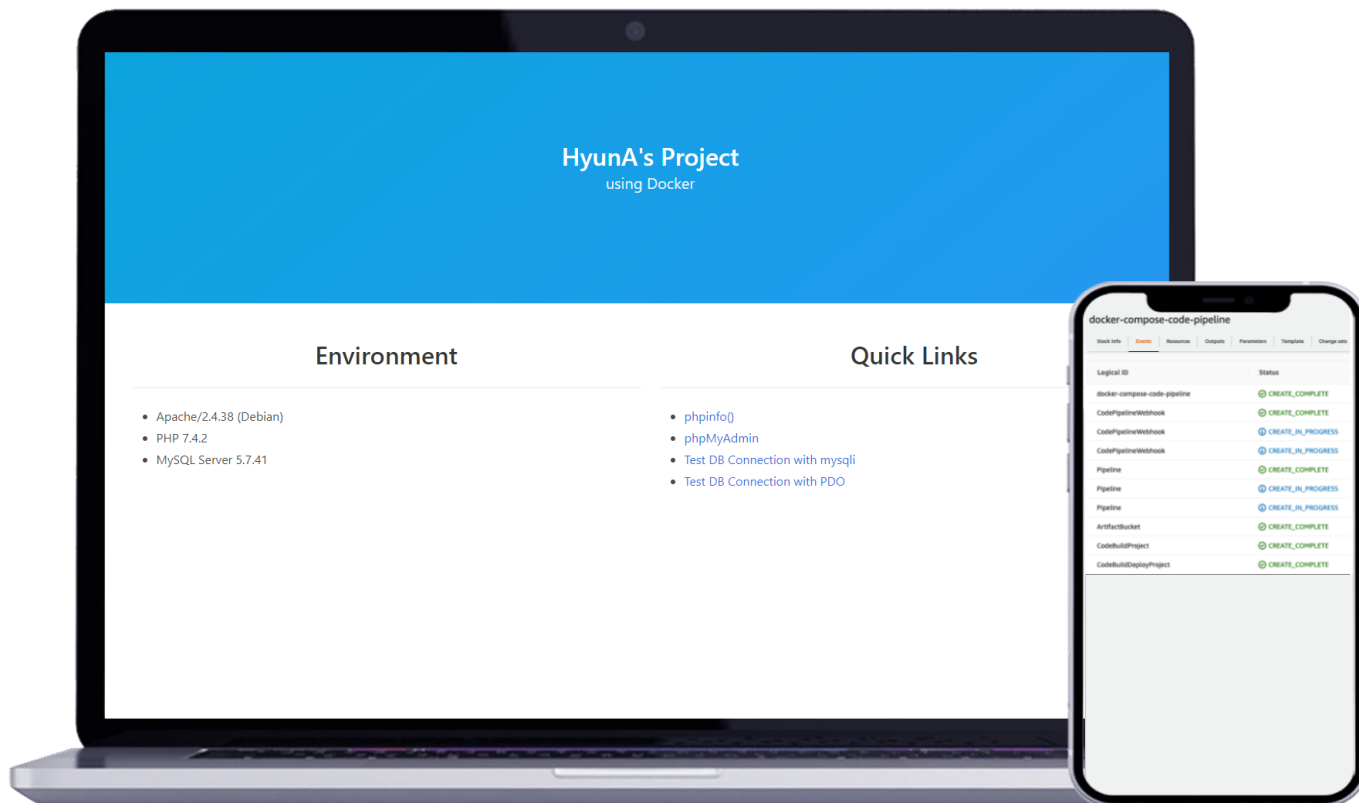 HyunA's Project
using Docker
Environment
Apache/2.4.38 (Debian)
PHP 7.4.2
MySQL Server 5.7.41
Quick Links
phpinfo()
phpMyAdmin
Test DB Connection with mysqli
Test DB Connection with PDO
docker-compose-code-pipeline
Stack Info Events Resources Outputs Parameters Template Change sets
Logical ID Status
docker-compose-code-pipeline CREATE_COMPLETE
CodePipelineWebhook CREATE_COMPLETE
CodePipelineWebhook CREATE_IN_PROGRESS
CodePipelineWebhook CREATE_IN_PROGRESS
Pipeline CREATE_COMPLETE
Pipeline CREATE_IN_PROGRESS
Pipeline CREATE_IN_PROGRESS
ArtifactBucket CREATE_COMPLETE
CodeBuildProject CREATE_COMPLETE
CodeBuildDeployProject CREATE_COMPLETE